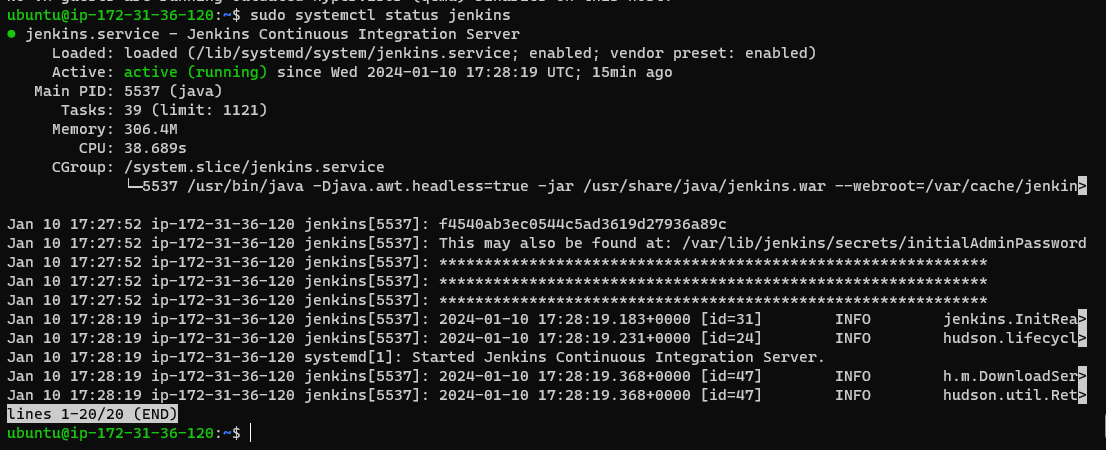 ubuntu@ip-172-31-36-120:~$ sudo systemctl status jenkins
● jenkins.service - Jenkins Continuous Integration Server
Loaded: loaded (/lib/systemd/system/jenkins.service; enabled; vendor preset: enabled)
Active: active (running) since Wed 2024-01-10 17:28:19 UTC; 15min ago
Main PID: 5537 (java)
Tasks: 39 (limit: 1121)
Memory: 306.4M
CPU: 38.689s
CGroup: /system.slice/jenkins.service
└─5537 /usr/bin/java -Djava.awt.headless=true -jar /usr/share/java/jenkins.war --webroot=/var/cache/jenkin>
Jan 10 17:27:52 ip-172-31-36-120 jenkins[5537]: f4540ab3ec0544c5ad3619d27936a89c
Jan 10 17:27:52 ip-172-31-36-120 jenkins[5537]: This may also be found at: /var/lib/jenkins/secrets/initialAdminPassword
Jan 10 17:27:52 ip-172-31-36-120 jenkins[5537]: *************************************************************
Jan 10 17:27:52 ip-172-31-36-120 jenkins[5537]: *************************************************************
Jan 10 17:27:52 ip-172-31-36-120 jenkins[5537]: *************************************************************
Jan 10 17:28:19 ip-172-31-36-120 jenkins[5537]: 2024-01-10 17:28:19.183+0000 [id=31] INFO jenkins.InitRea>
Jan 10 17:28:19 ip-172-31-36-120 jenkins[5537]: 2024-01-10 17:28:19.231+0000 [id=24] INFO hudson.lifecycl>
Jan 10 17:28:19 ip-172-31-36-120 systemd[1]: Started Jenkins Continuous Integration Server.
Jan 10 17:28:19 ip-172-31-36-120 jenkins[5537]: 2024-01-10 17:28:19.368+0000 [id=47] INFO h.m.DownloadSer>
Jan 10 17:28:19 ip-172-31-36-120 jenkins[5537]: 2024-01-10 17:28:19.368+0000 [id=47] INFO hudson.util.Ret>
lines 1-20/20 (END)
ubuntu@ip-172-31-36-120:~$